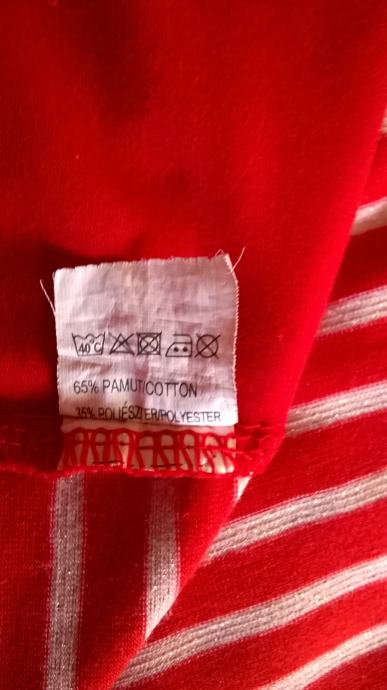 40°C
65% PAMUT/COTTON
35% POLIÉSZTER/POLYESTER